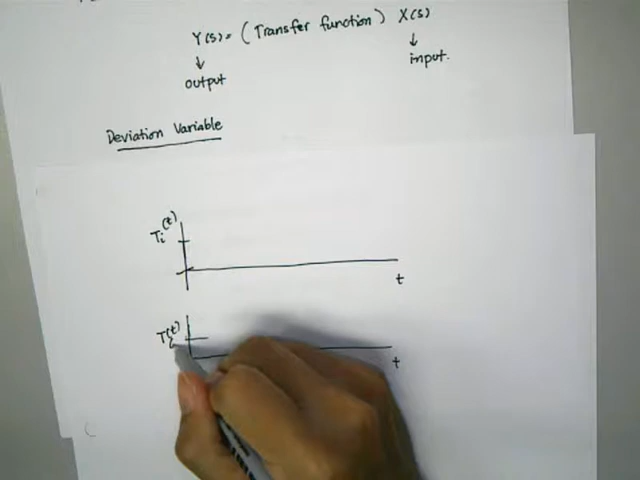 Y(s) = (Transfer function) X(s)
↓ ↓
output input.
Deviation Variable
Ti(t)
t
T(t)
t